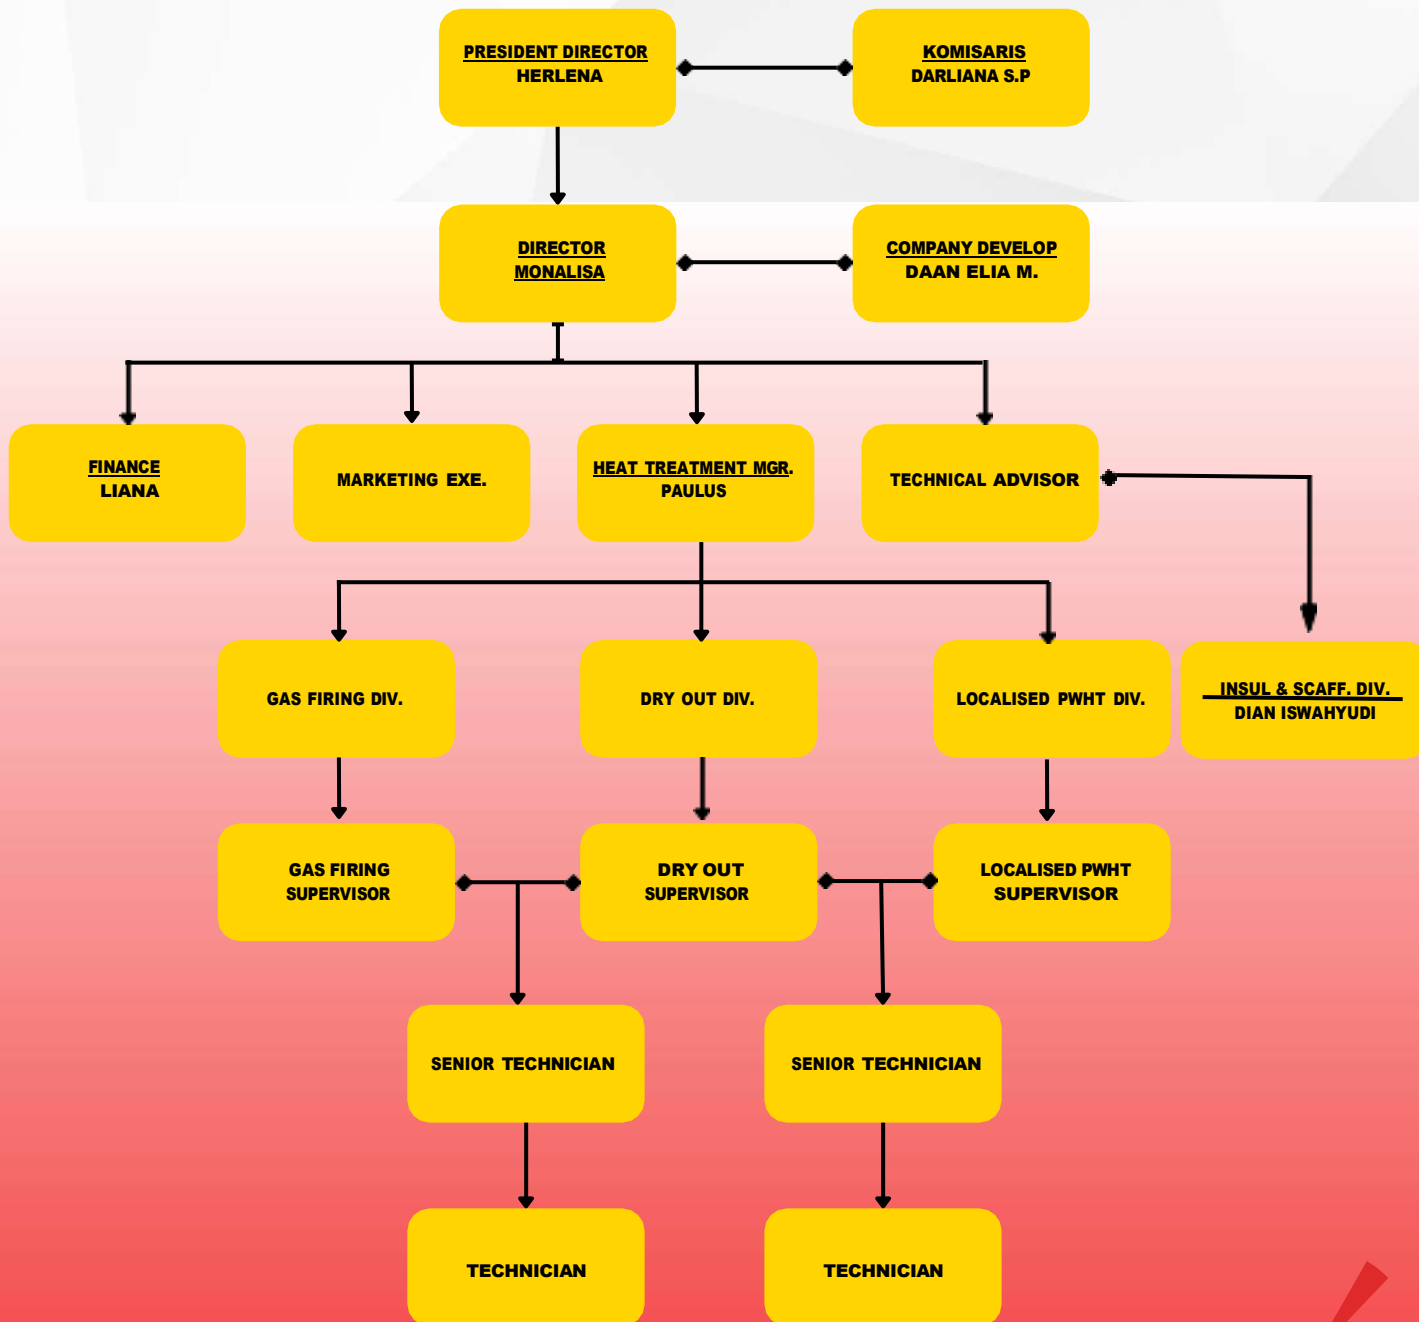 PRESIDENT DIRECTOR
HERLENA
KOMISARIS
DARLIANA S.P
DIRECTOR
MONALISA
COMPANY DEVELOP
DAAN ELIA M.
FINANCE
LIANA
MARKETING EXE.
HEAT TREATMENT MGR.
PAULUS
TECHNICAL ADVISOR
GAS FIRING DIV.
DRY OUT DIV.
LOCALISED PWHT DIV.
INSUL & SCAFF. DIV.
DIAN ISWAHYUDI
GAS FIRING
SUPERVISOR
DRY OUT
SUPERVISOR
LOCALISED PWHT
SUPERVISOR
SENIOR TECHNICIAN
SENIOR TECHNICIAN
TECHNICIAN
TECHNICIAN